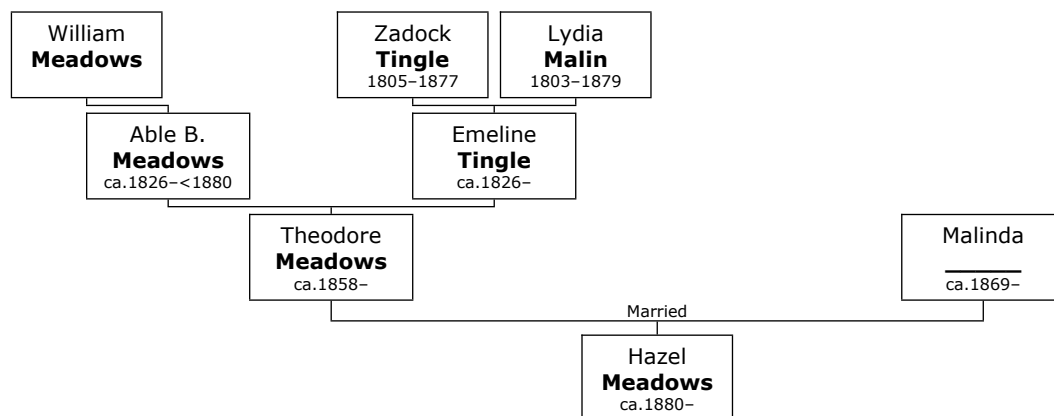 William
Meadows
Zadock
Tingle
1805–1877
Lydia
Malin
1803–1879
Able B.
Meadows
ca.1826–<1880
Emeline
Tingle
ca.1826–
Theodore
Meadows
ca.1858–
Malinda
________
ca.1869–
Married
Hazel
Meadows
ca.1880–